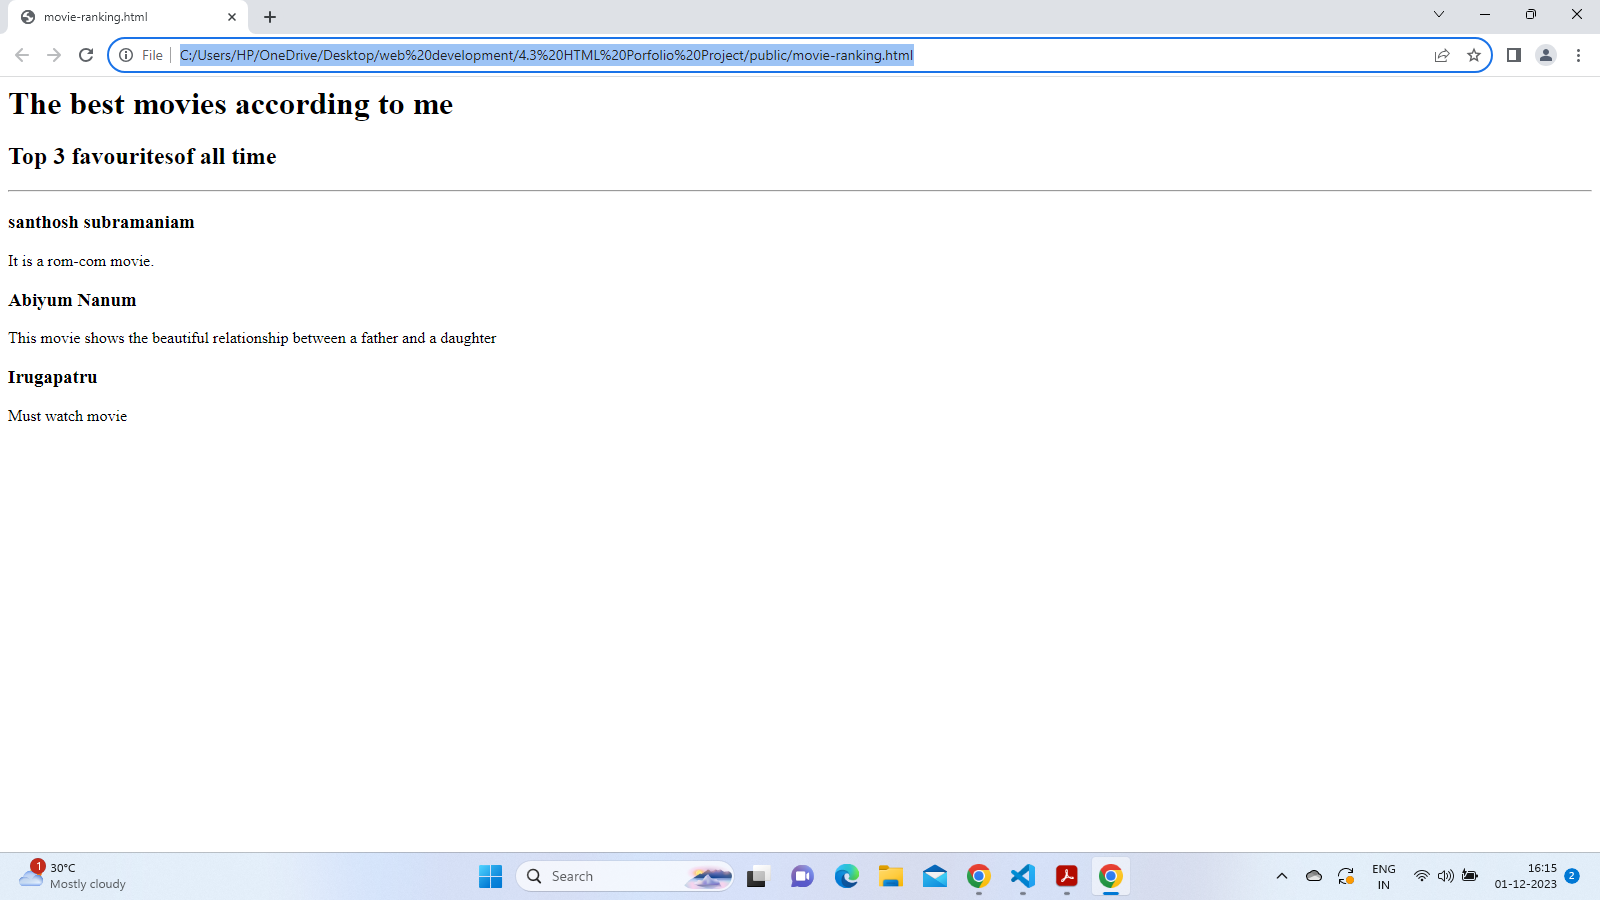 movie-ranking.html
File C:/Users/HP/OneDrive/Desktop/web%20development/4.3%20HTML%20Porfolio%20Project/public/movie-ranking.html
The best movies according to me
Top 3 favouritesof all time
santhosh subramaniam
It is a rom-com movie.
Abiyum Nanum
This movie shows the beautiful relationship between a father and a daughter
Irugapatru
Must watch movie
1
30°C
Mostly cloudy
Search
ENG
IN
16:15
01-12-2023
2